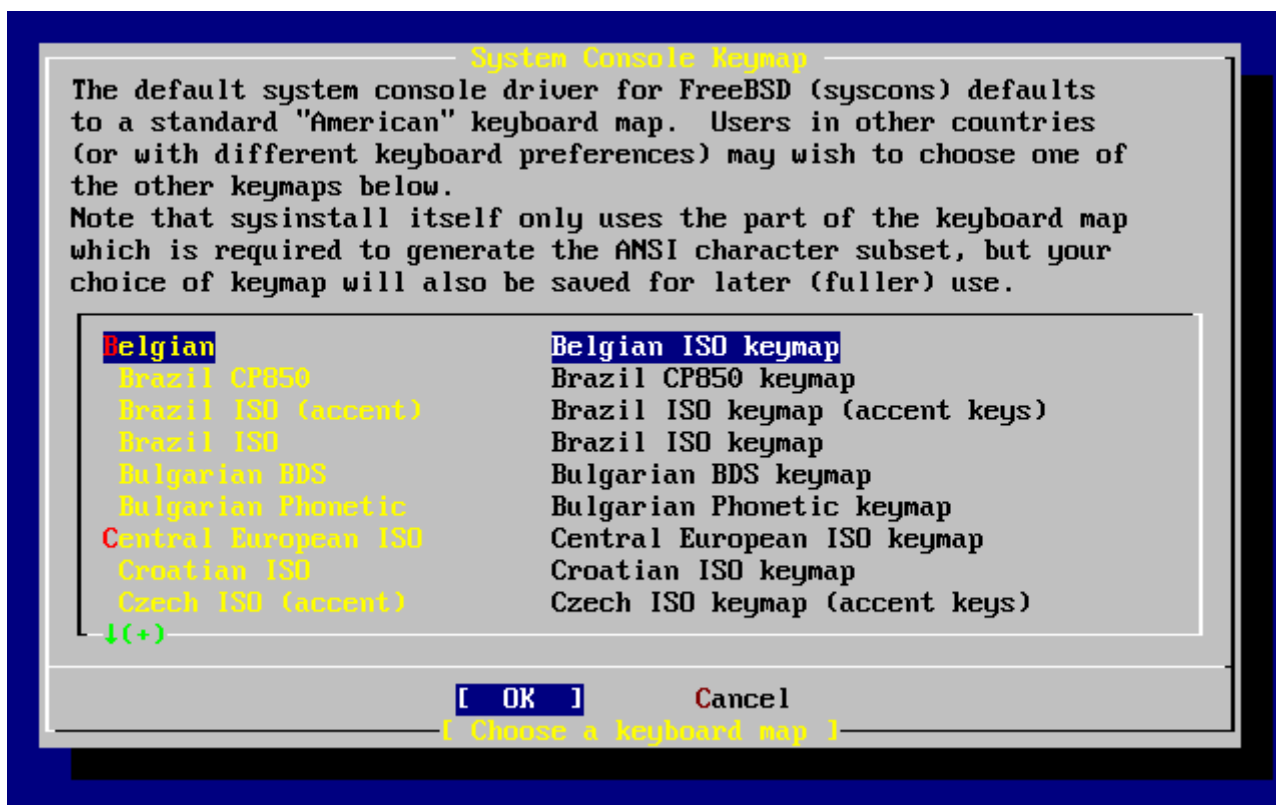 System Console Keymap
The default system console driver for FreeBSD (syscons) defaults
to a standard "American" keyboard map.  Users in other countries
(or with different keyboard preferences) may wish to choose one of
the other keymaps below.
Note that sysinstall itself only uses the part of the keyboard map
which is required to generate the ANSI character subset, but your
choice of keymap will also be saved for later (fuller) use.
Belgian Belgian ISO keymap
Brazil CP850 Brazil CP850 keymap
Brazil ISO (accent) Brazil ISO keymap (accent keys)
Brazil ISO Brazil ISO keymap
Bulgarian BDS Bulgarian BDS keymap
Bulgarian Phonetic Bulgarian Phonetic keymap
Central European ISO Central European ISO keymap
Croatian ISO Croatian ISO keymap
Czech ISO (accent) Czech ISO keymap (accent keys)
↓(+)
[ OK ] Cancel
[ Choose a keyboard map ]